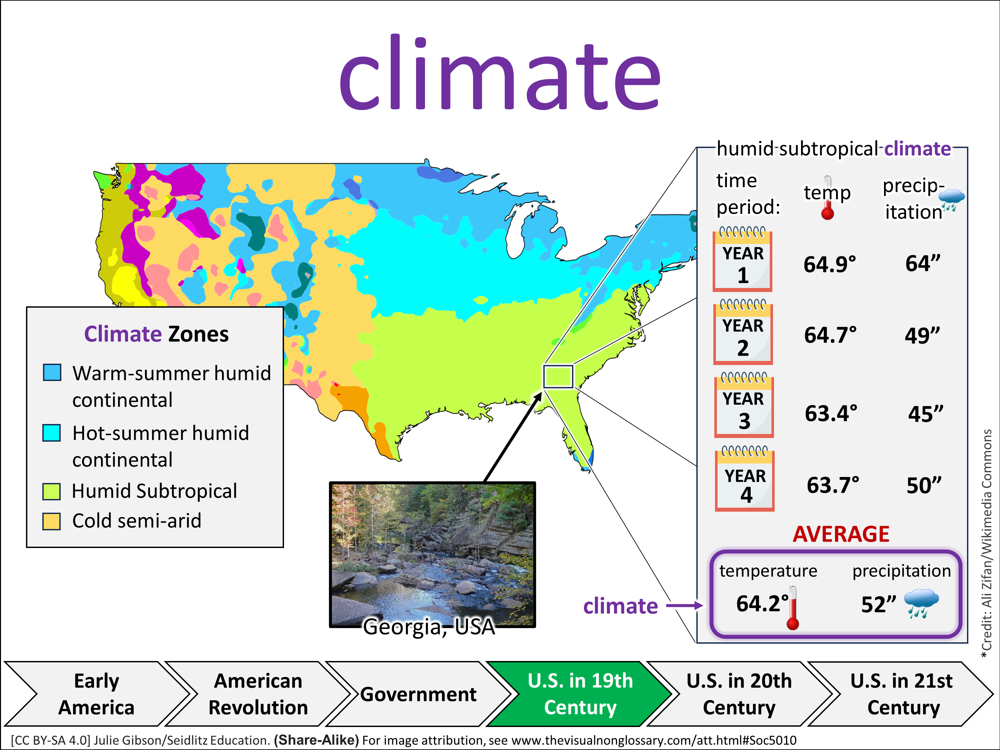 climate
humid subtropical climate
time
period:
temp
precip-
itation
YEAR
1
64.9°
64”
YEAR
2
64.7°
49”
YEAR
3
63.4°
45”
YEAR
4
63.7°
50”
AVERAGE
temperature
precipitation
64.2°
52”
climate
Climate Zones
Warm-summer humid
continental
Hot-summer humid
continental
Humid Subtropical
Cold semi-arid
Georgia, USA
*Credit: Ali Zifan/Wikimedia Commons
Early
America
American
Revolution
Government
U.S. in 19th
Century
U.S. in 20th
Century
U.S. in 21st
Century
[CC BY-SA 4.0] Julie Gibson/Seidlitz Education. (Share-Alike) For image attribution, see www.thevisualnonglossary.com/att.html#Soc5010